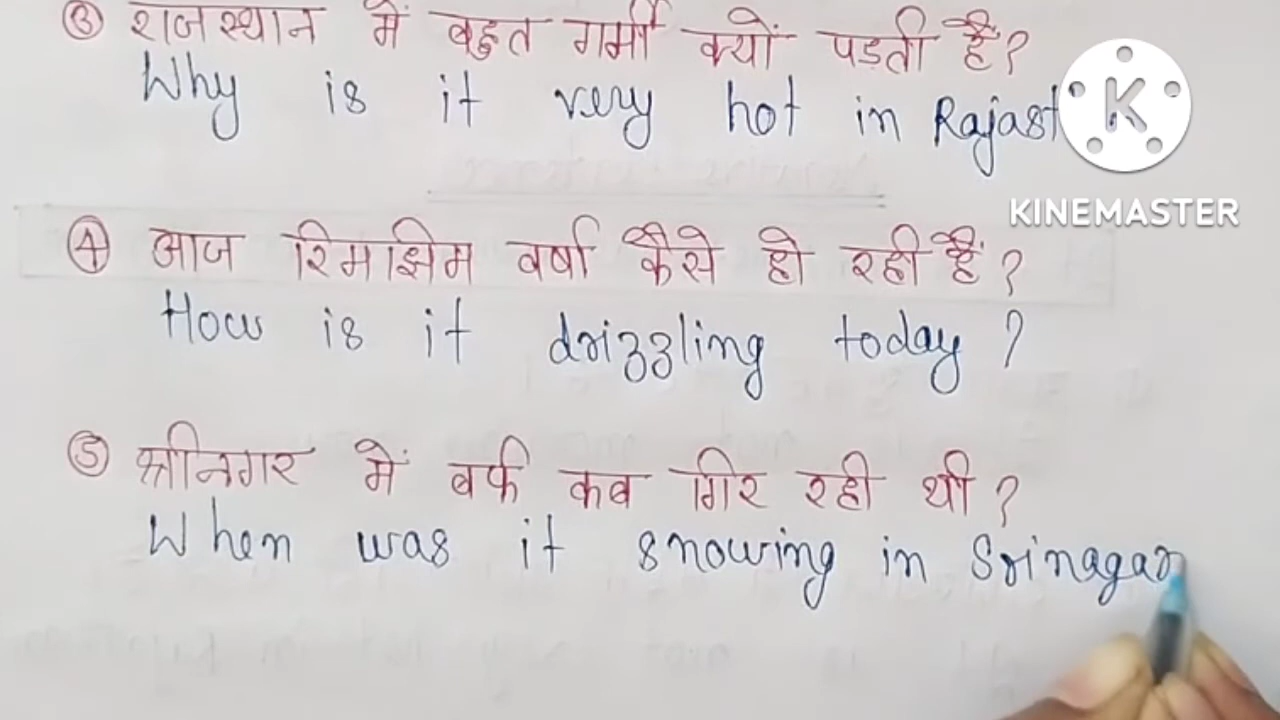 ③ राजस्थान में बहुत गर्मी क्यों पड़ती हैं?
Why is it very hot in Rajast
KINEMASTER
④ आज रिमझिम वर्षा कैसे हो रही हैं?
How is it drizzling today?
⑤ श्रीनगर में बर्फ कब गिर रही थी?
When was it snowing in Srinagar